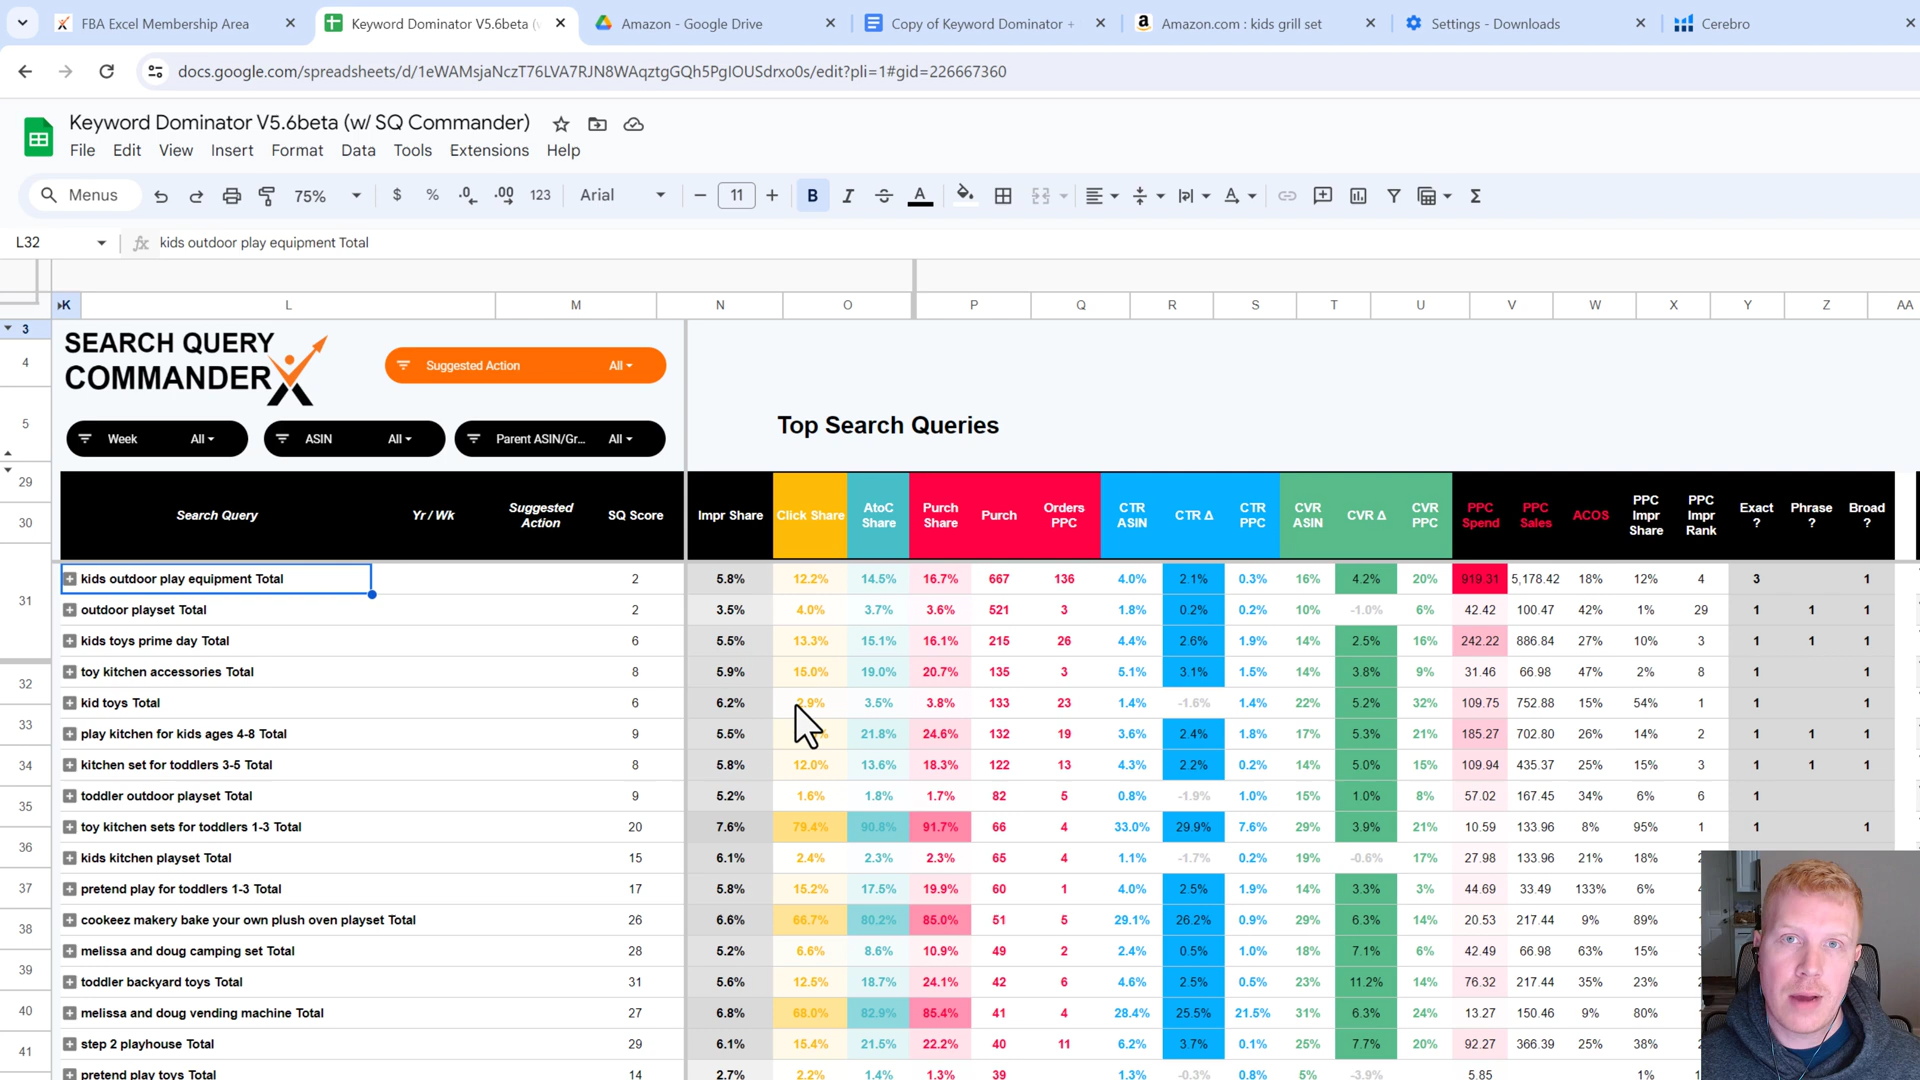 FBA Excel Membership Area
Keyword Dominator V5.6beta (w
Amazon - Google Drive
Copy of Keyword Dominator +
Amazon.com : kids grill set
Settings - Downloads
Cerebro
docs.google.com/spreadsheets/d/1eWAMsjaNczT76LVA7RJN8WAqztgGQh5PgIOUSdrxo0s/edit?pli=1#gid=226667360
Keyword Dominator V5.6beta (w/ SQ Commander)
File Edit View Insert Format Data Tools Extensions Help
Menus 75% $ % .0 .00 123 Arial 11 B I
L32 fx kids outdoor play equipment Total
K L M N O P Q R S T U V W X Y Z AA
3
4
5
29
30
31
32
33
34
35
36
37
38
39
40
41
SEARCH QUERY
COMMANDER
Suggested Action All
Week All ASIN All Parent ASIN/Gr... All
Top Search Queries
Search Query Yr / Wk Suggested Action SQ Score Impr Share Click Share AtoC Share Purch Share Purch Orders PPC CTR ASIN CTR Δ CTR PPC CVR ASIN CVR Δ CVR PPC PPC Spend PPC Sales ACOS PPC Impr Share PPC Impr Rank Exact ? Phrase ? Broad ?
kids outdoor play equipment Total 2 5.8% 12.2% 14.5% 16.7% 667 136 4.0% 2.1% 0.3% 16% 4.2% 20% 919.31 5,178.42 18% 12% 4 3 1
outdoor playset Total 2 3.5% 4.0% 3.7% 3.6% 521 3 1.8% 0.2% 0.2% 10% -1.0% 6% 42.42 100.47 42% 1% 29 1 1 1
kids toys prime day Total 6 5.5% 13.3% 15.1% 16.1% 215 26 4.4% 2.6% 1.9% 14% 2.5% 16% 242.22 886.84 27% 10% 3 1 1 1
toy kitchen accessories Total 8 5.9% 15.0% 19.0% 20.7% 135 3 5.1% 3.1% 1.5% 14% 3.8% 9% 31.46 66.98 47% 2% 8 1 1
kid toys Total 6 6.2% 2.9% 3.5% 3.8% 133 23 1.4% -1.6% 1.4% 22% 5.2% 32% 109.75 752.88 15% 54% 1 1 1
play kitchen for kids ages 4-8 Total 9 5.5% 21.8% 24.6% 132 19 3.6% 2.4% 1.8% 17% 5.3% 21% 185.27 702.80 26% 14% 2 1 1 1
kitchen set for toddlers 3-5 Total 8 5.8% 12.0% 13.6% 18.3% 122 13 4.3% 2.2% 0.2% 14% 5.0% 15% 109.94 435.37 25% 15% 3 1 1 1
toddler outdoor playset Total 9 5.2% 1.6% 1.8% 1.7% 82 5 0.8% -1.9% 1.0% 15% 1.0% 8% 57.02 167.45 34% 6% 6 1
toy kitchen sets for toddlers 1-3 Total 20 7.6% 79.4% 90.8% 91.7% 66 4 33.0% 29.9% 7.6% 29% 3.9% 21% 10.59 133.96 8% 95% 1 1 1
kids kitchen playset Total 15 6.1% 2.4% 2.3% 2.3% 65 4 1.1% -1.7% 0.2% 19% -0.6% 17% 27.98 133.96 21% 18%
pretend play for toddlers 1-3 Total 17 5.8% 15.2% 17.5% 19.9% 60 1 4.0% 2.5% 1.9% 14% 3.3% 3% 44.69 33.49 133% 6%
cookeez makery bake your own plush oven playset Total 26 6.6% 66.7% 80.2% 85.0% 51 5 29.1% 26.2% 0.9% 29% 6.3% 14% 20.53 217.44 9% 89%
melissa and doug camping set Total 28 5.2% 6.6% 8.6% 10.9% 49 2 2.4% 0.5% 1.0% 18% 7.1% 6% 42.49 66.98 63% 15%
toddler backyard toys Total 31 5.6% 12.5% 18.7% 24.1% 42 6 4.6% 2.5% 0.5% 23% 11.2% 14% 76.32 217.44 35% 23%
melissa and doug vending machine Total 27 6.8% 68.0% 82.9% 85.4% 41 4 28.4% 25.5% 21.5% 31% 6.3% 24% 13.27 150.46 9% 80%
step 2 playhouse Total 29 6.1% 15.4% 21.5% 22.2% 40 11 6.2% 3.7% 0.1% 25% 7.7% 20% 92.27 366.39 25% 38%
pretend play toys Total 14 2.7% 2.2% 1.4% 1.3% 39 1.3% -0.3% 0.8% 5% -3.9% 5.85 1%